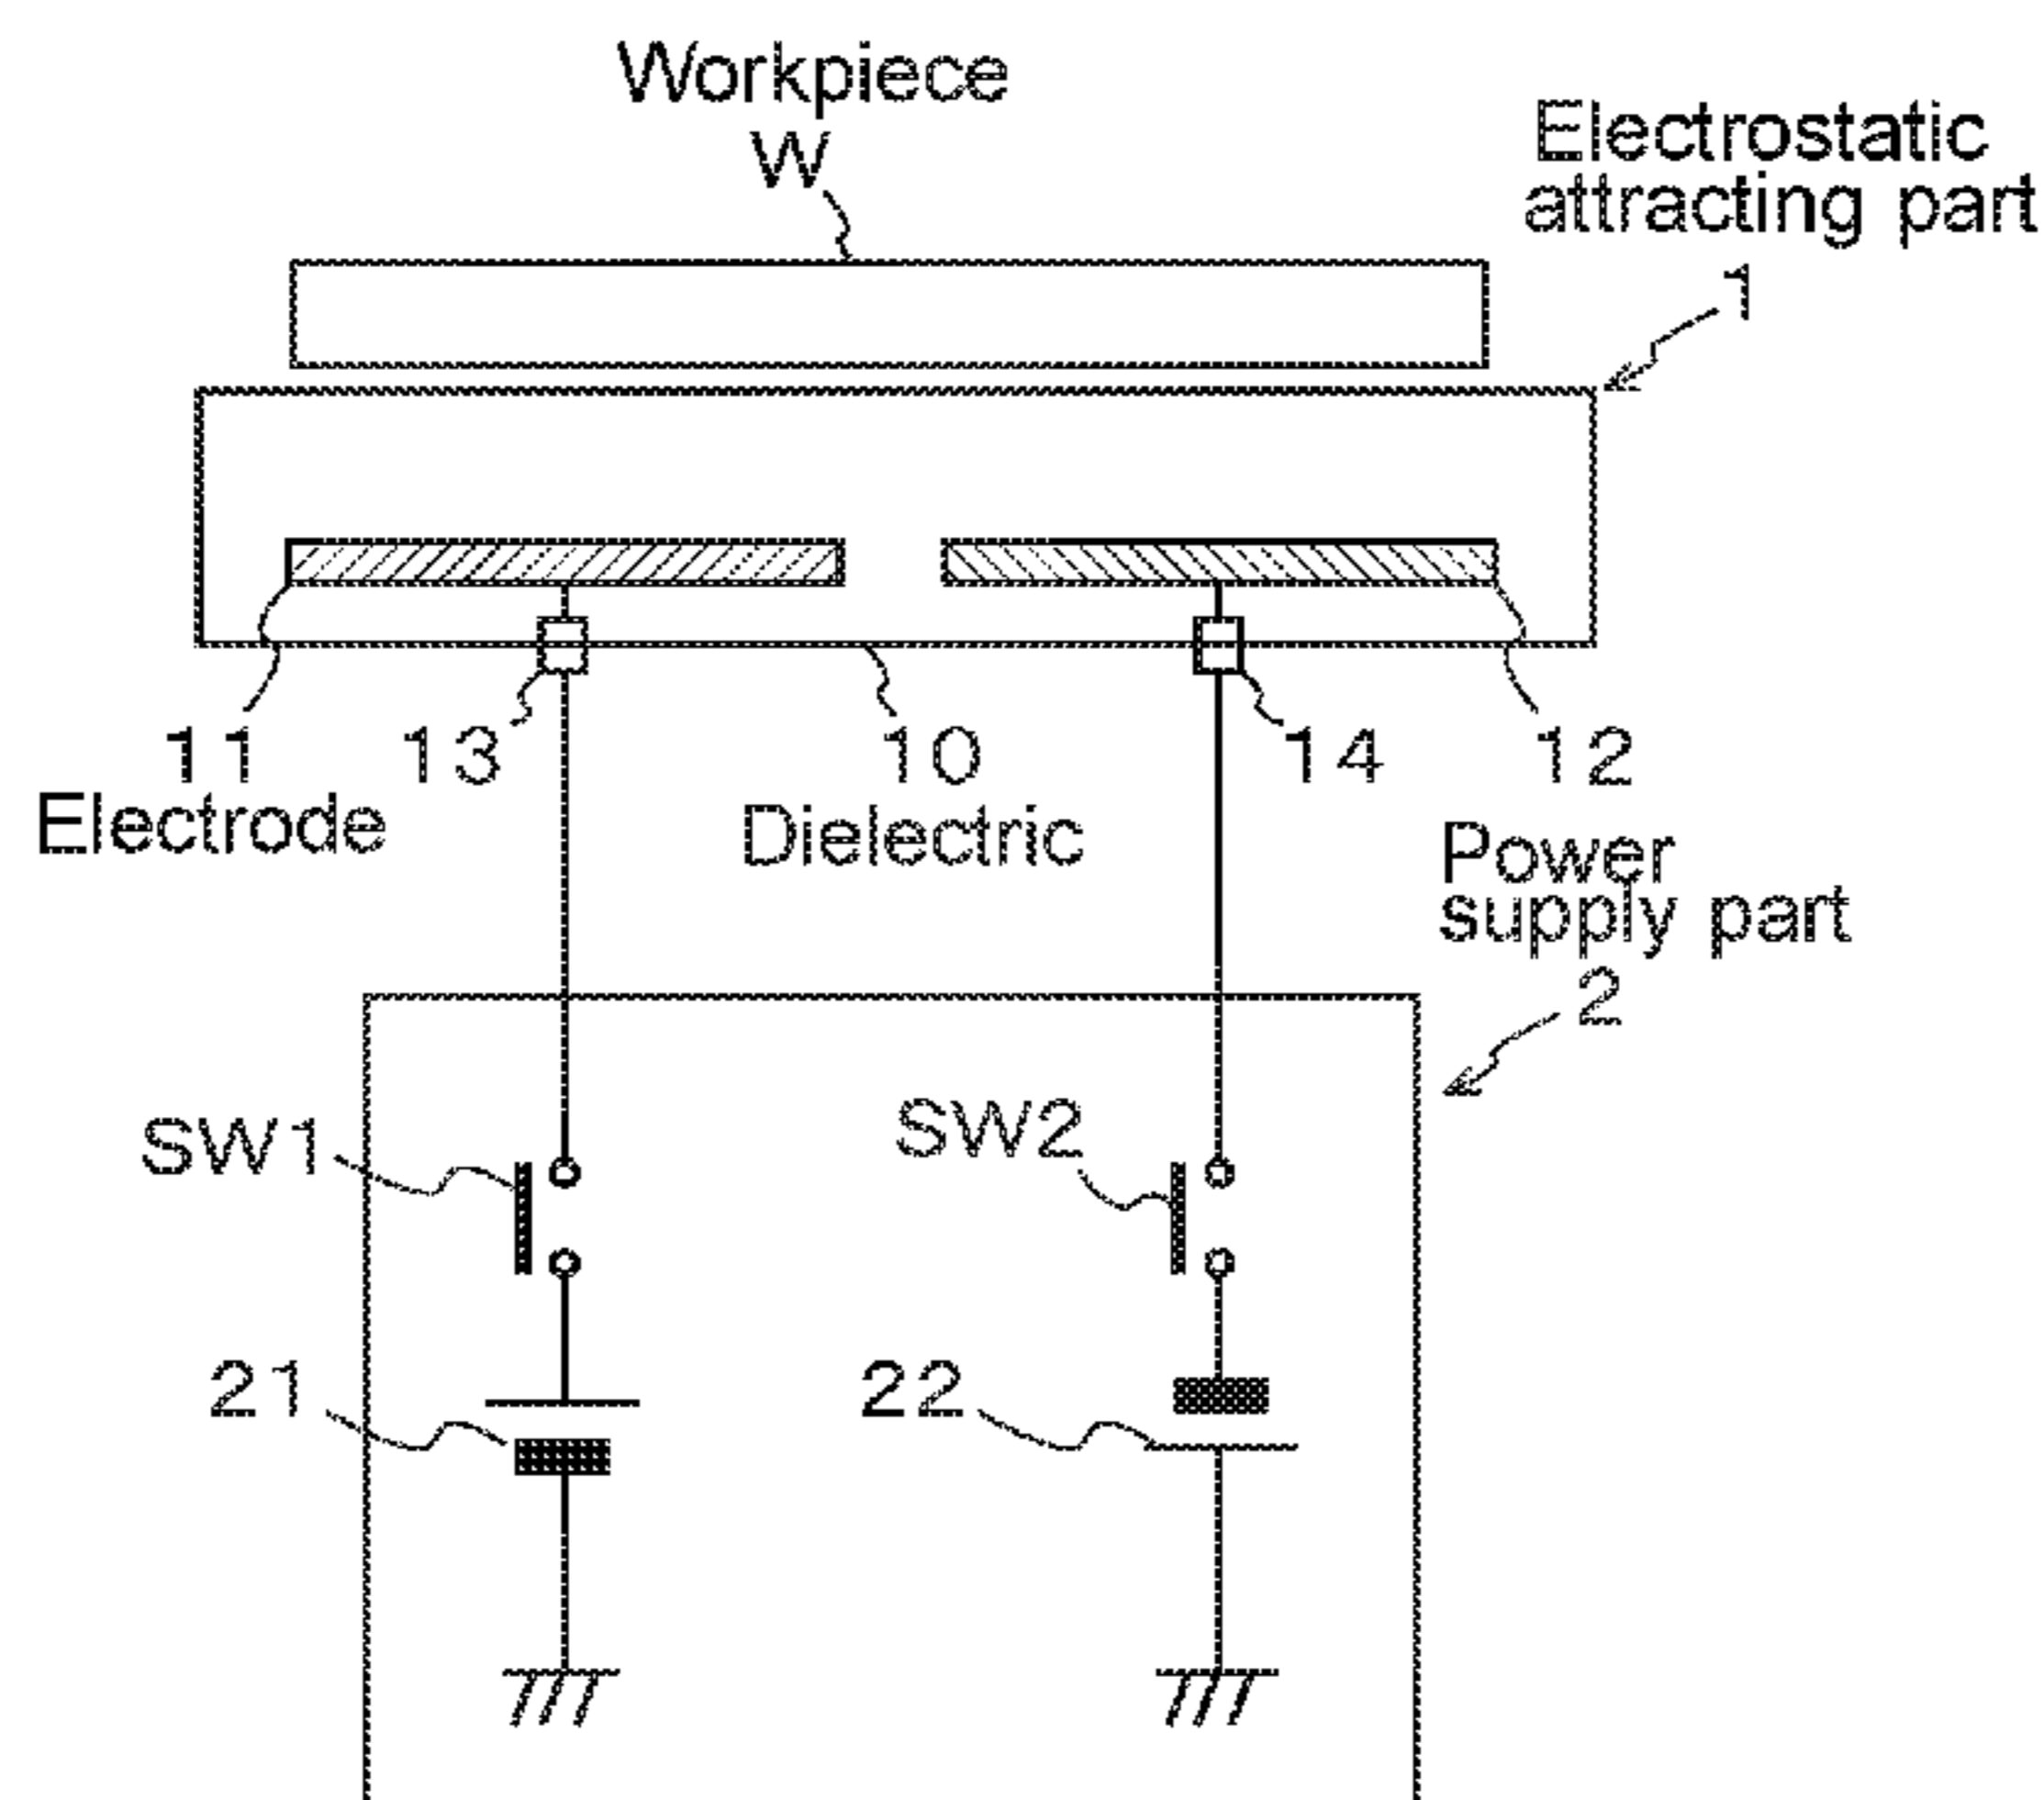 Workpiece
W
Electrostatic
attracting part
1
11
13
10
14
12
Electrode
Dielectric
Power
supply part
2
SW1
SW2
21
22